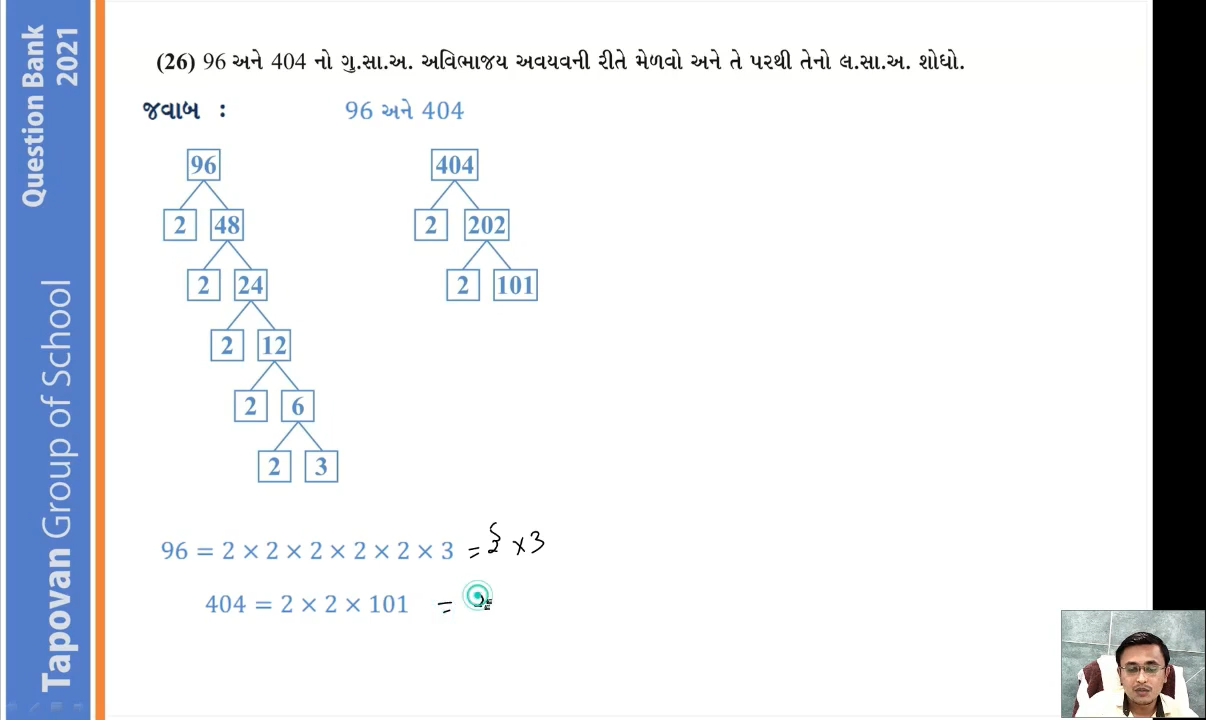 Question Bank
2021
Tapovan Group of School
(26) 96 અને 404 નો ગુ.સા.અ. અવિભાજય અવયવની રીતે મેળવો અને તે પરથી તેનો લ.સા.અ. શોધો.
જવાબ : 96 અને 404
96 404
2 48 2 202
2 24 2 101
2 12
2 6
2 3
96 = 2 × 2 × 2 × 2 × 2 × 3 = 2⁵ × 3
404 = 2 × 2 × 101 =